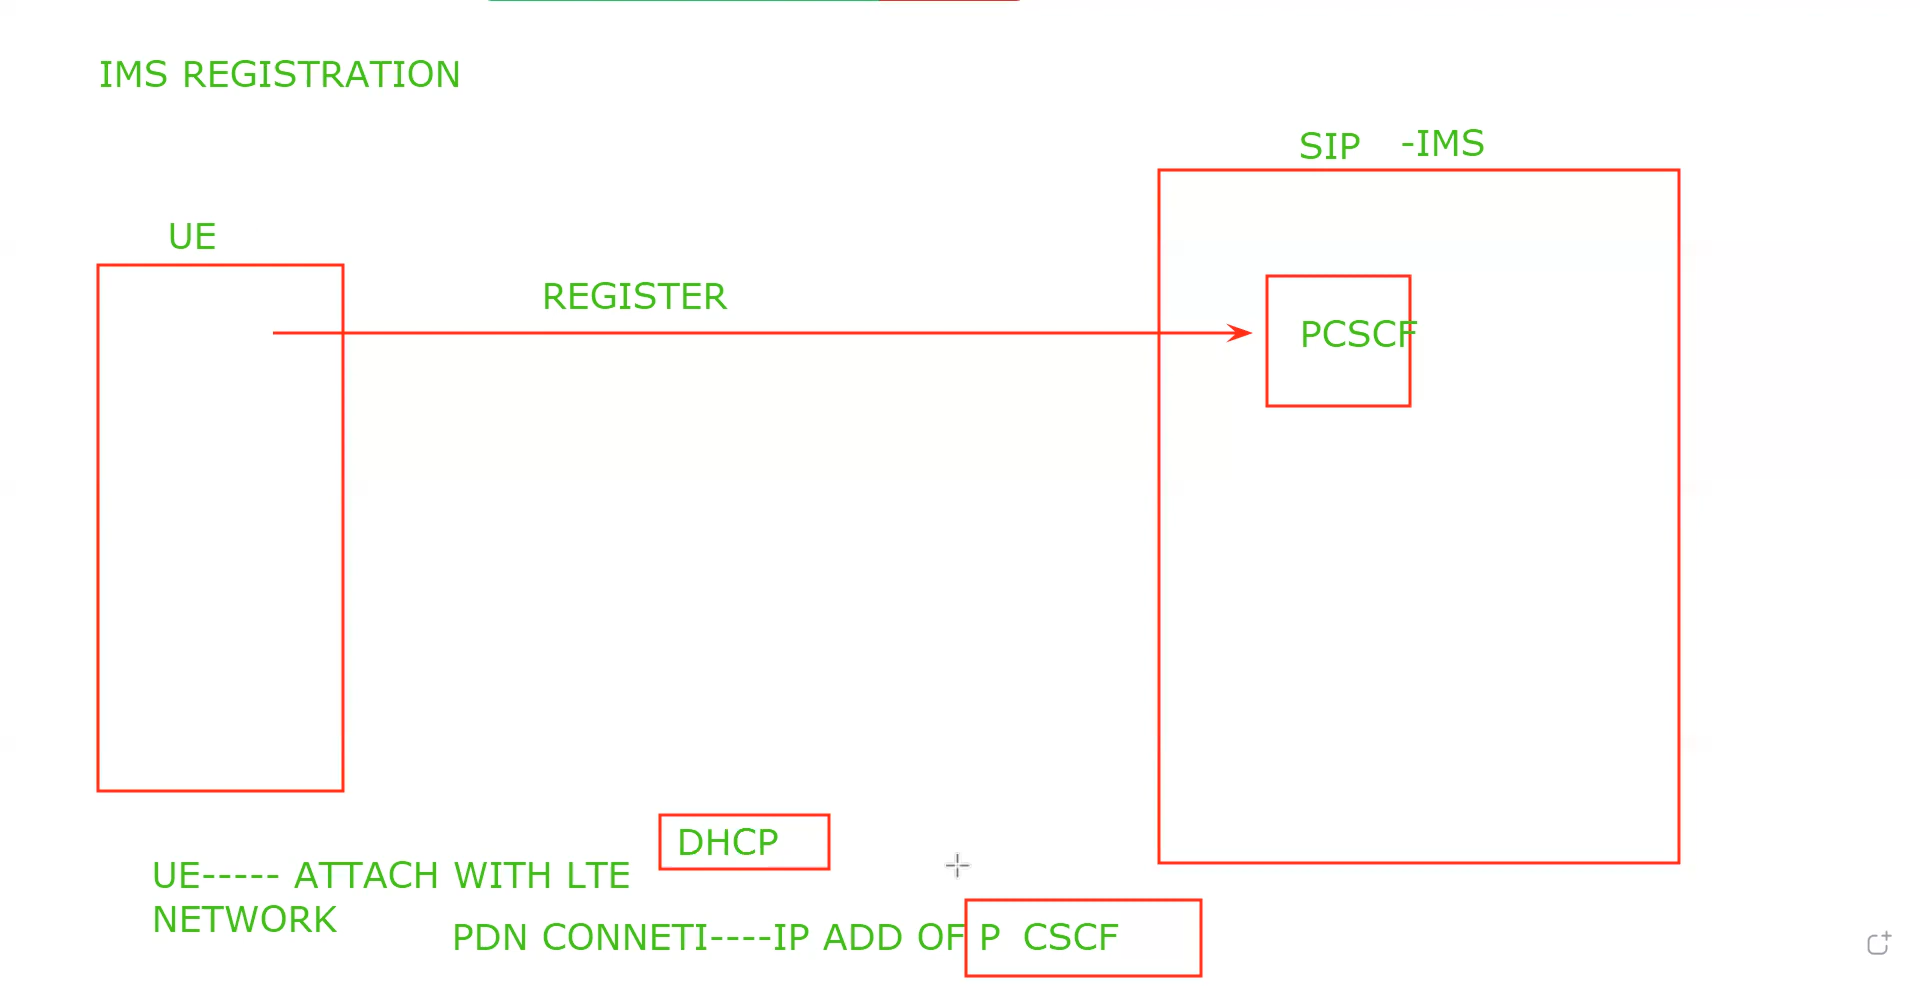 IMS REGISTRATION
SIP -IMS
UE
REGISTER
PCSCF
DHCP
UE----- ATTACH WITH LTE
NETWORK
PDN CONNETI----IP ADD OF P CSCF